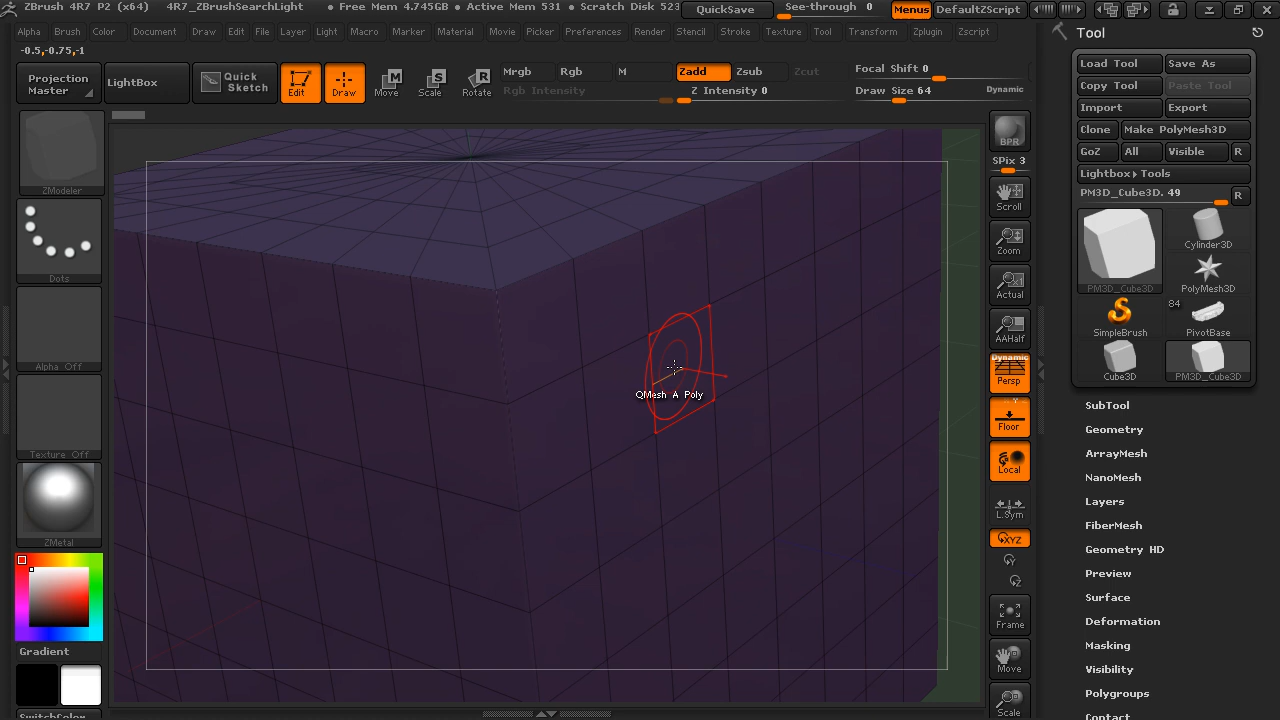 ZBrush 4R7 P2 (x64) 4R7_ZBrushSearchLight • Free Mem 4.745GB • Active Mem 531 • Scratch Disk 523 QuickSave See-through 0 Menus DefaultZScript
Alpha Brush Color Document Draw Edit File Layer Light Macro Marker Material Movie Picker Preferences Render Stencil Stroke Texture Tool Transform Zplugin Zscript
-0.5,-0.75,-1
Projection Master
LightBox
Quick Sketch
Edit
Draw
Move
Scale
Rotate
Mrgb Rgb M Zadd Zsub Zcut
Rgb Intensity Z Intensity 0
Focal Shift 0
Draw Size 64 Dynamic
ZModeler
Dots
Alpha Off
Texture Off
ZMetal
Gradient
SwitchColor
QMesh A Poly
BPR
SPix 3
Scroll
Zoom
Actual
AAHalf
Dynamic
Persp
Floor
Local
L.Sym
XYZ
Y
Z
Frame
Move
Scale
Tool
Load Tool Save As
Copy Tool Paste Tool
Import Export
Clone Make PolyMesh3D
GoZ All Visible R
Lightbox▸Tools
PM3D_Cube3D. 49 R
PM3D_Cube3D
Cylinder3D
PolyMesh3D
SimpleBrush
84
PivotBase
Cube3D
PM3D_Cube3D
SubTool
Geometry
ArrayMesh
NanoMesh
Layers
FiberMesh
Geometry HD
Preview
Surface
Deformation
Masking
Visibility
Polygroups
Contact